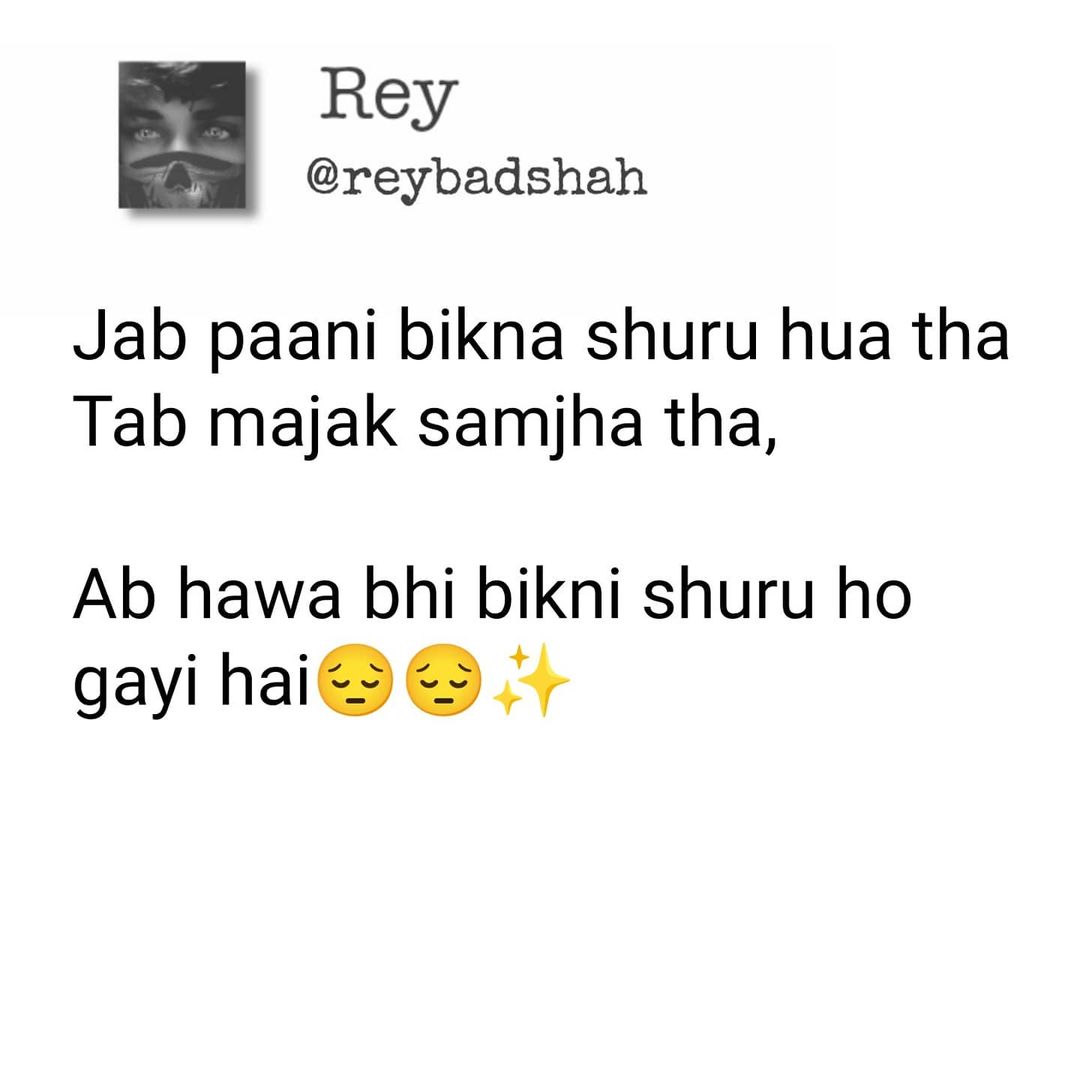 Rey
@reybadshah
Jab paani bikna shuru hua tha
Tab majak samjha tha,
Ab hawa bhi bikni shuru ho
gayi hai😔😔✨